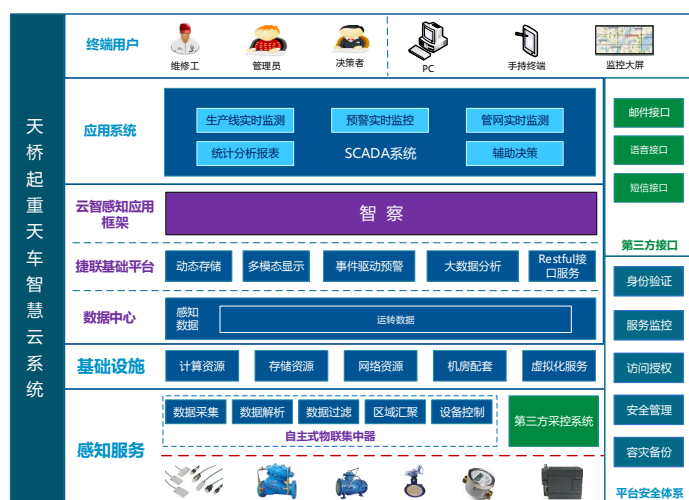 天桥起重天车智慧云系统
终端用户
维修工
管理员
决策者
PC
手持终端
监控大屏
应用系统
生产线实时监测
预警实时监控
管网实时监测
统计分析报表
SCADA系统
辅助决策
云智感知应用
框架
智 察
捷联基础平台
动态存储
多模态显示
事件驱动预警
大数据分析
Restful接
口服务
数据中心
感知
数据
运转数据
基础设施
计算资源
存储资源
网络资源
机房配套
虚拟化服务
感知服务
数据采集
数据解析
数据过滤
区域汇聚
设备控制
自主式物联集中器
第三方采控系统
邮件接口
语音接口
短信接口
第三方接口
身份验证
服务监控
访问授权
安全管理
容灾备份
平台安全体系